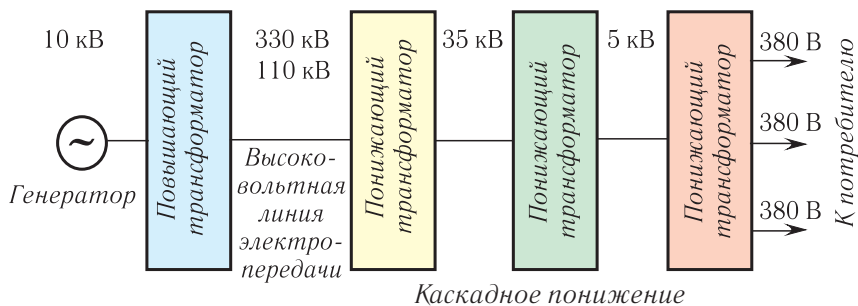 10 кВ
330 кВ
110 кВ
35 кВ
5 кВ
380 В
380 В
380 В
Генератор
Повышающий
трансформатор
Высоко-
вольтная
линия
электро-
передачи
Понижающий
трансформатор
Понижающий
трансформатор
Понижающий
трансформатор
К потребителю
Каскадное понижение